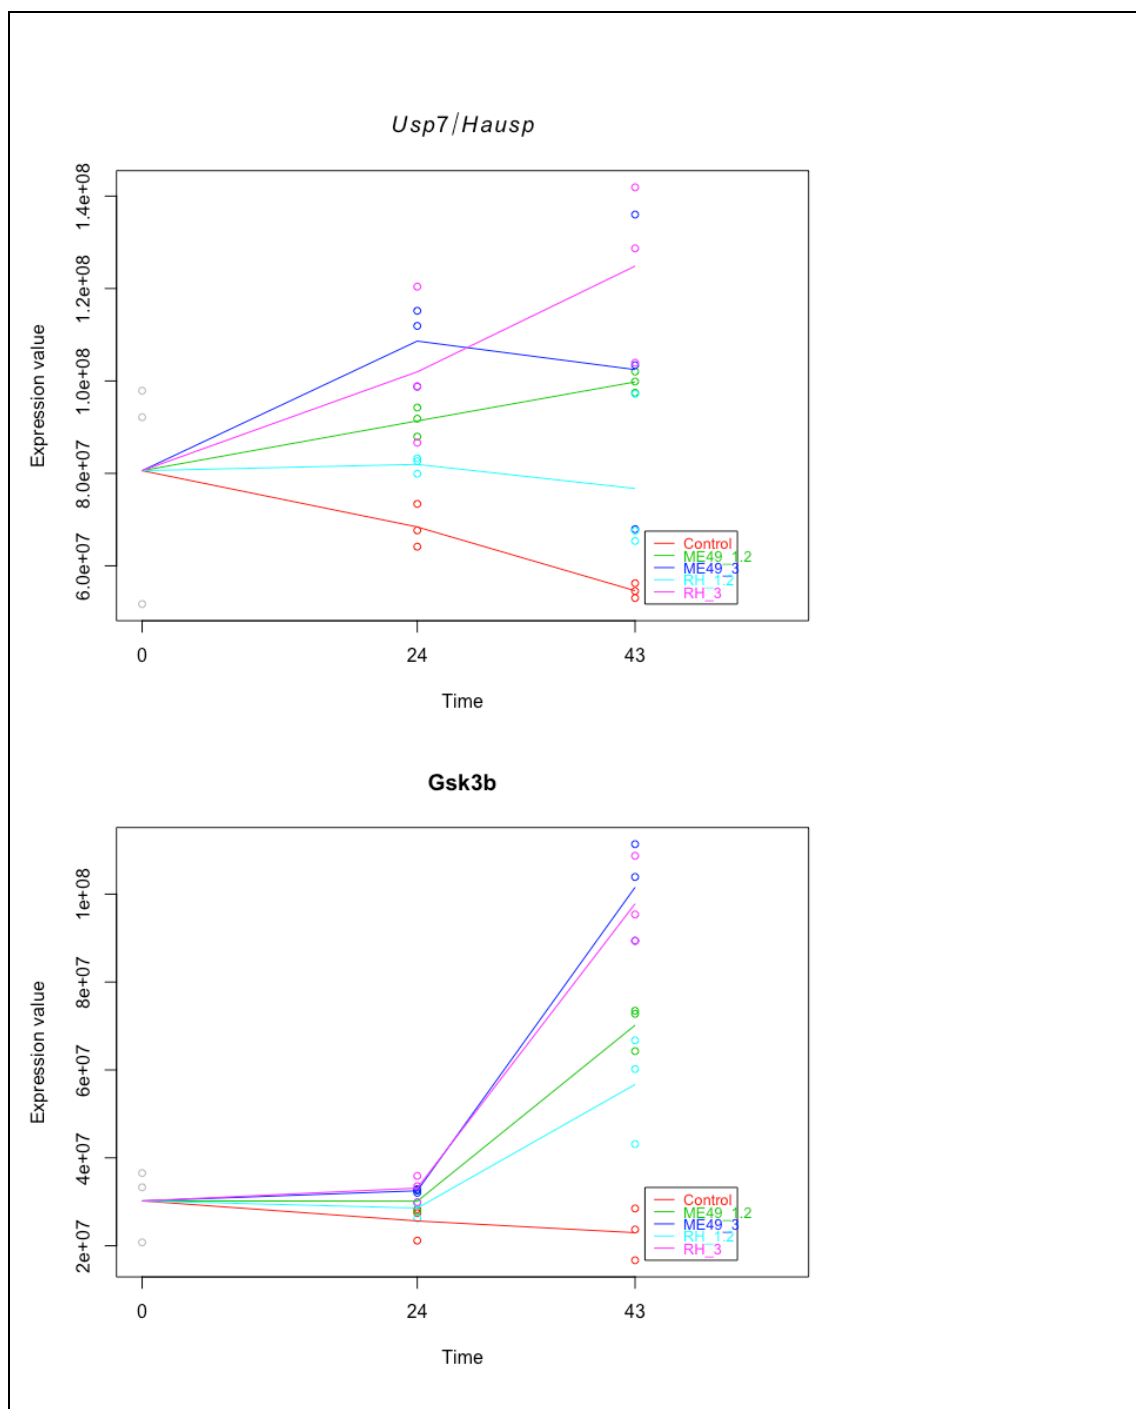 Usp7/Hausp
1.4e+08
1.2e+08
1.0e+08
8.0e+07
6.0e+07
Expression value
Control
ME49_1.2
ME49_3
RH_1.2
RH_3
0 24 43
Time
Gsk3b
1e+08
8e+07
6e+07
4e+07
2e+07
Expression value
Control
ME49_1.2
ME49_3
RH_1.2
RH_3
0 24 43
Time